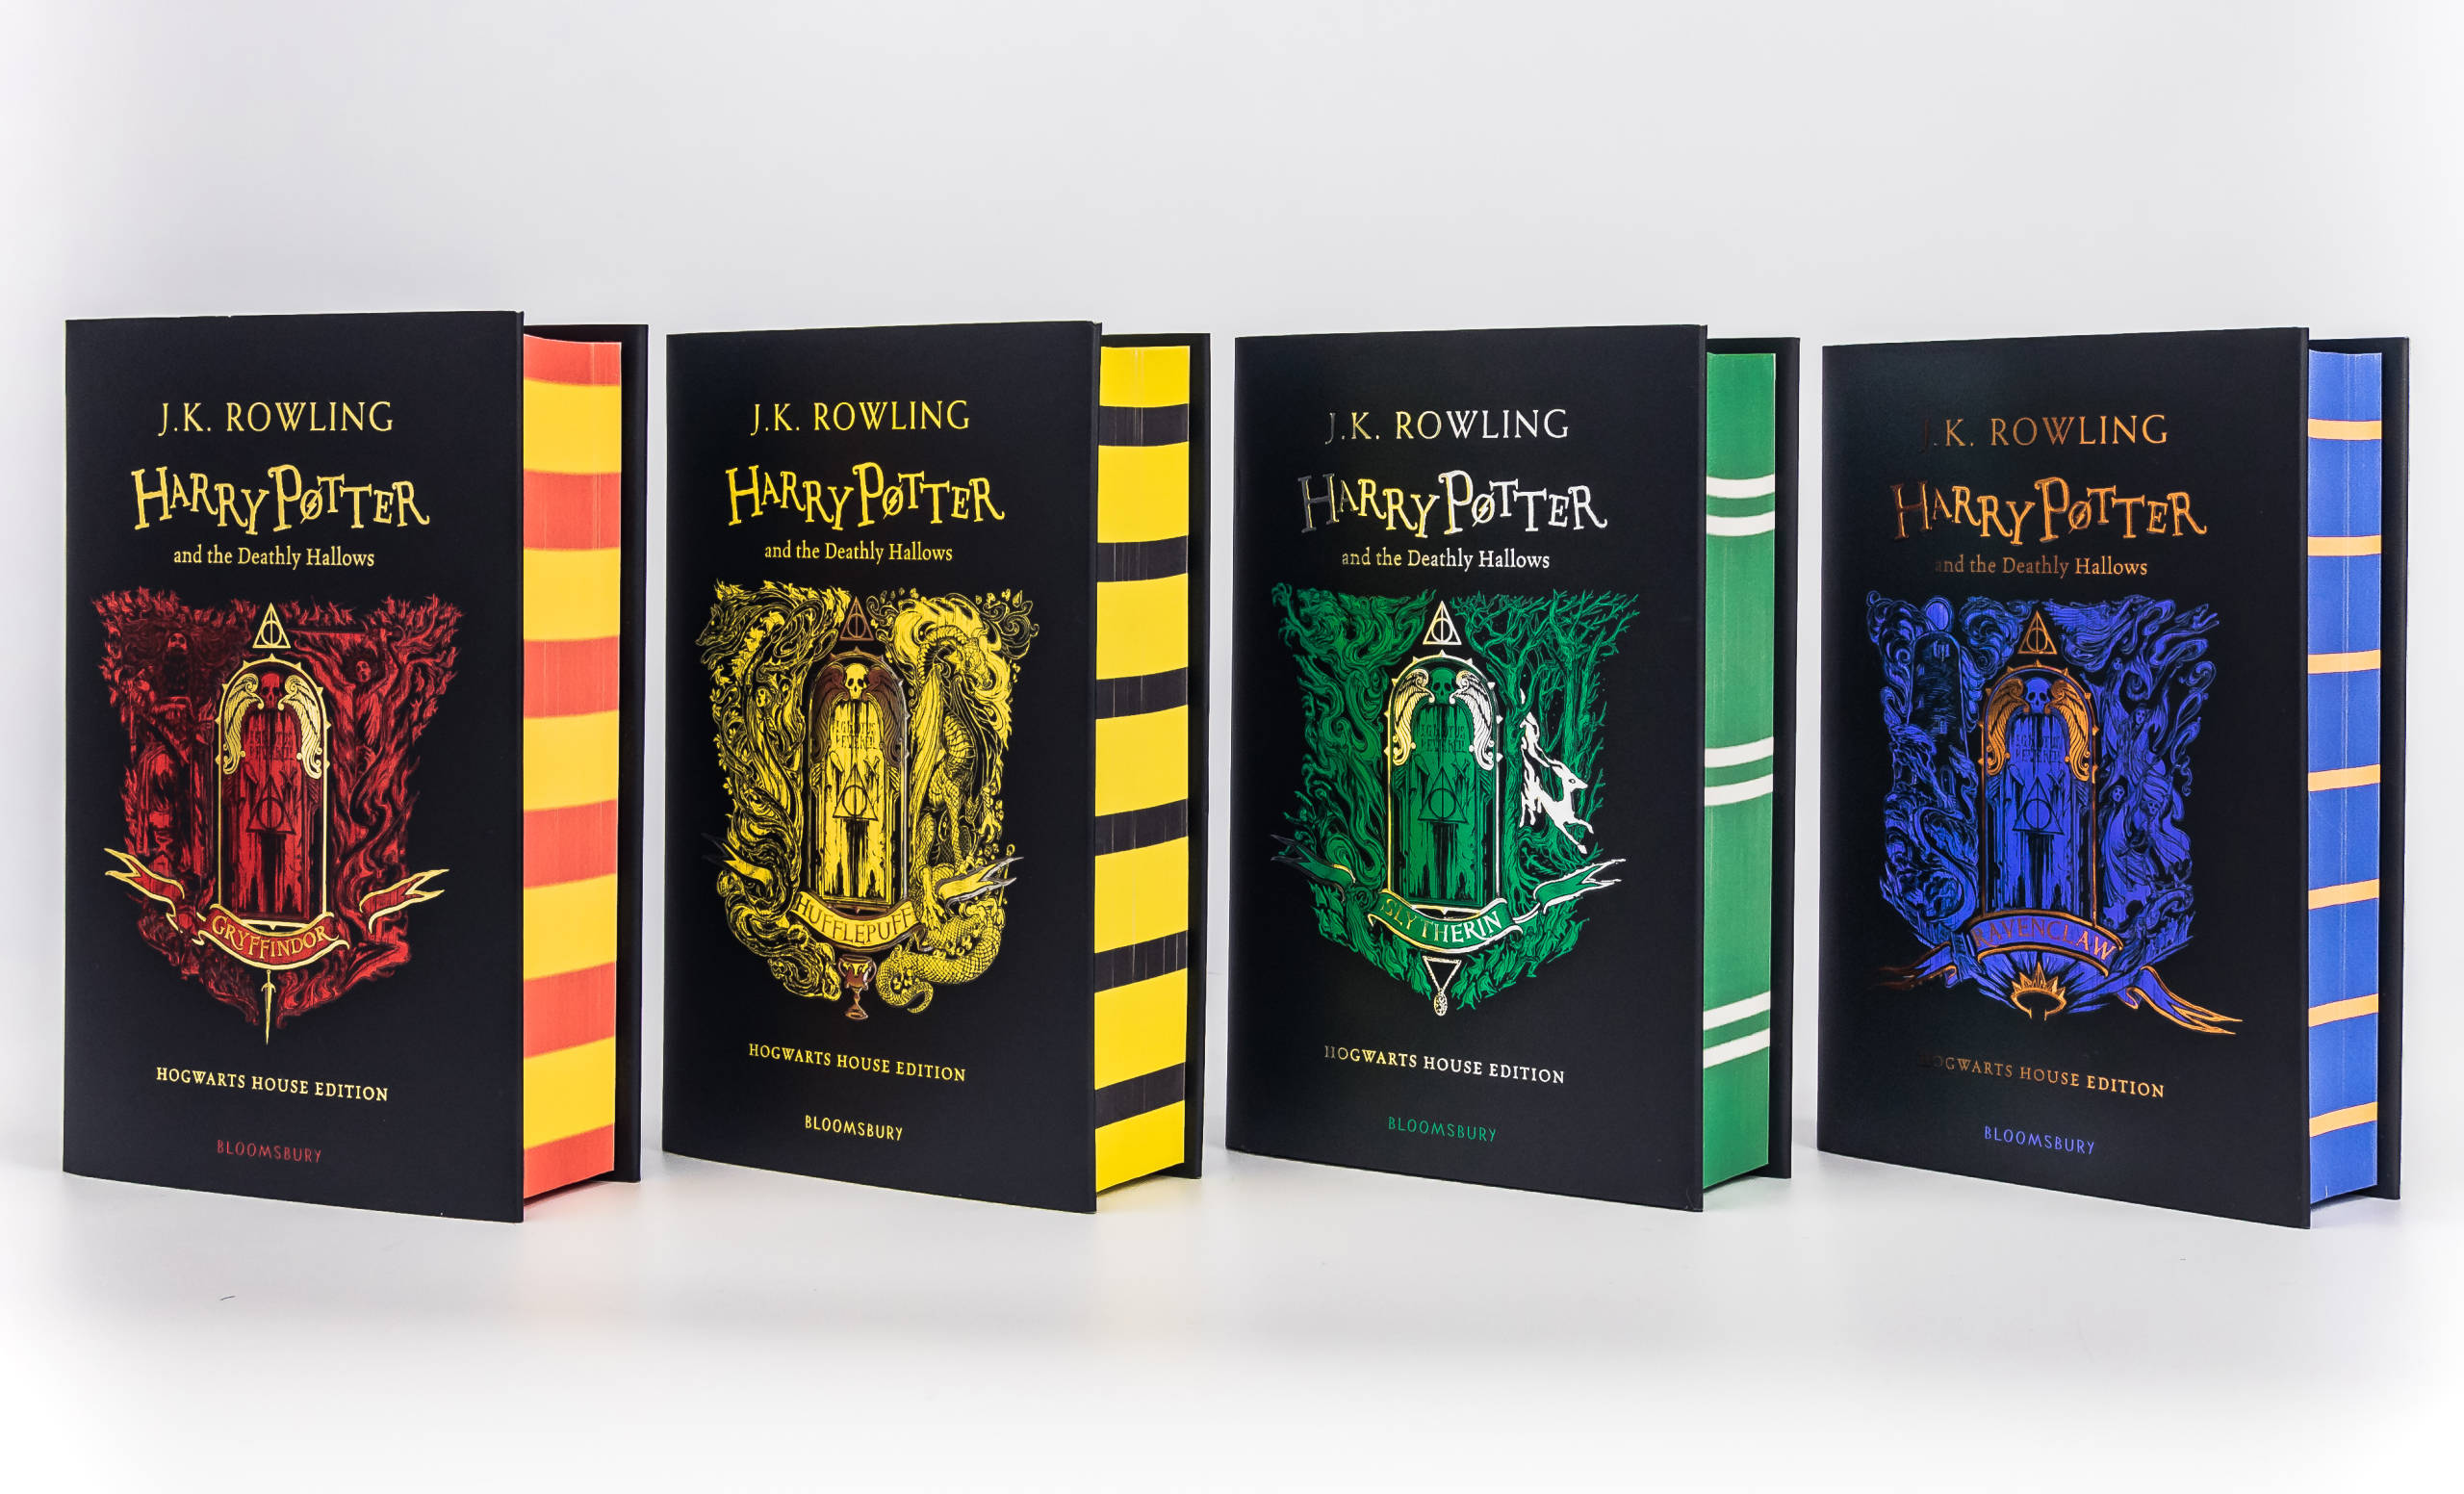 J.K. ROWLING
HARRY POTTER
and the Deathly Hallows
GRYFFINDOR
HOGWARTS HOUSE EDITION
BLOOMSBURY
J.K. ROWLING
HARRY POTTER
and the Deathly Hallows
HUFFLEPUFF
HOGWARTS HOUSE EDITION
BLOOMSBURY
J.K. ROWLING
HARRY POTTER
and the Deathly Hallows
SLYTHERIN
HOGWARTS HOUSE EDITION
BLOOMSBURY
J.K. ROWLING
HARRY POTTER
and the Deathly Hallows
RAVENCLAW
HOGWARTS HOUSE EDITION
BLOOMSBURY